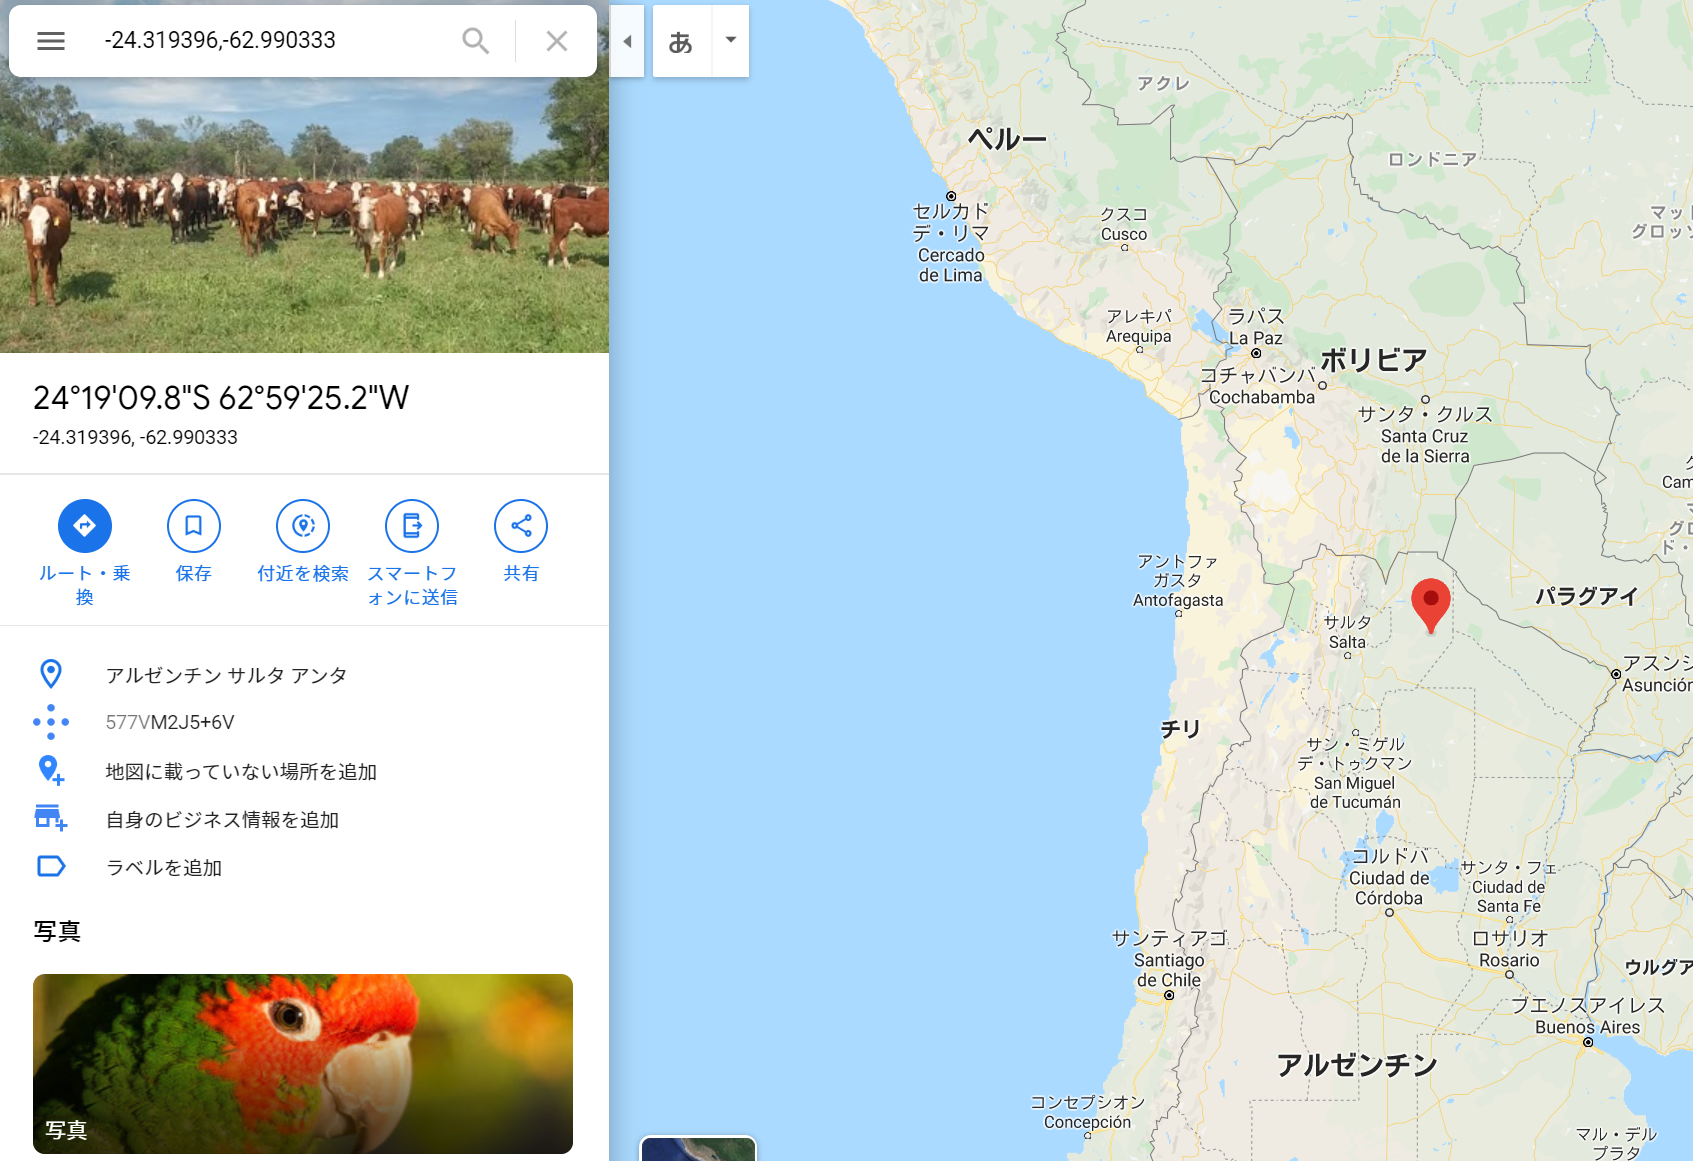 -24.319396,-62.990333
あ
24°19'09.8"S 62°59'25.2"W
-24.319396, -62.990333
ルート・乗
換
保存
付近を検索
スマートフ
ォンに送信
共有
アルゼンチン サルタ アンタ
577VM2J5+6V
地図に載っていない場所を追加
自身のビジネス情報を追加
ラベルを追加
写真
写真
アクレ
ペルー
ロンドニア
セルカド
デ・リマ
Cercado
de Lima
クスコ
Cusco
マッ
グロッ
アレキパ
Arequipa
ラパス
La Paz
ボリビア
コチャバンバ
Cochabamba
サンタ・クルス
Santa Cruz
de la Sierra
Cam
グ
ド・
アントファ
ガスタ
Antofagasta
パラグアイ
サルタ
Salta
アスンシ
Asunción
チリ
サン・ミゲル
デ・トゥクマン
San Miguel
de Tucumán
コルドバ
Ciudad de
Córdoba
サンタ・フェ
Ciudad de
Santa Fe
サンティアゴ
Santiago
de Chile
ロサリオ
Rosario
ウルグア
ブエノスアイレス
Buenos Aires
アルゼンチン
コンセプシオン
Concepción
マル・デル
プラタ